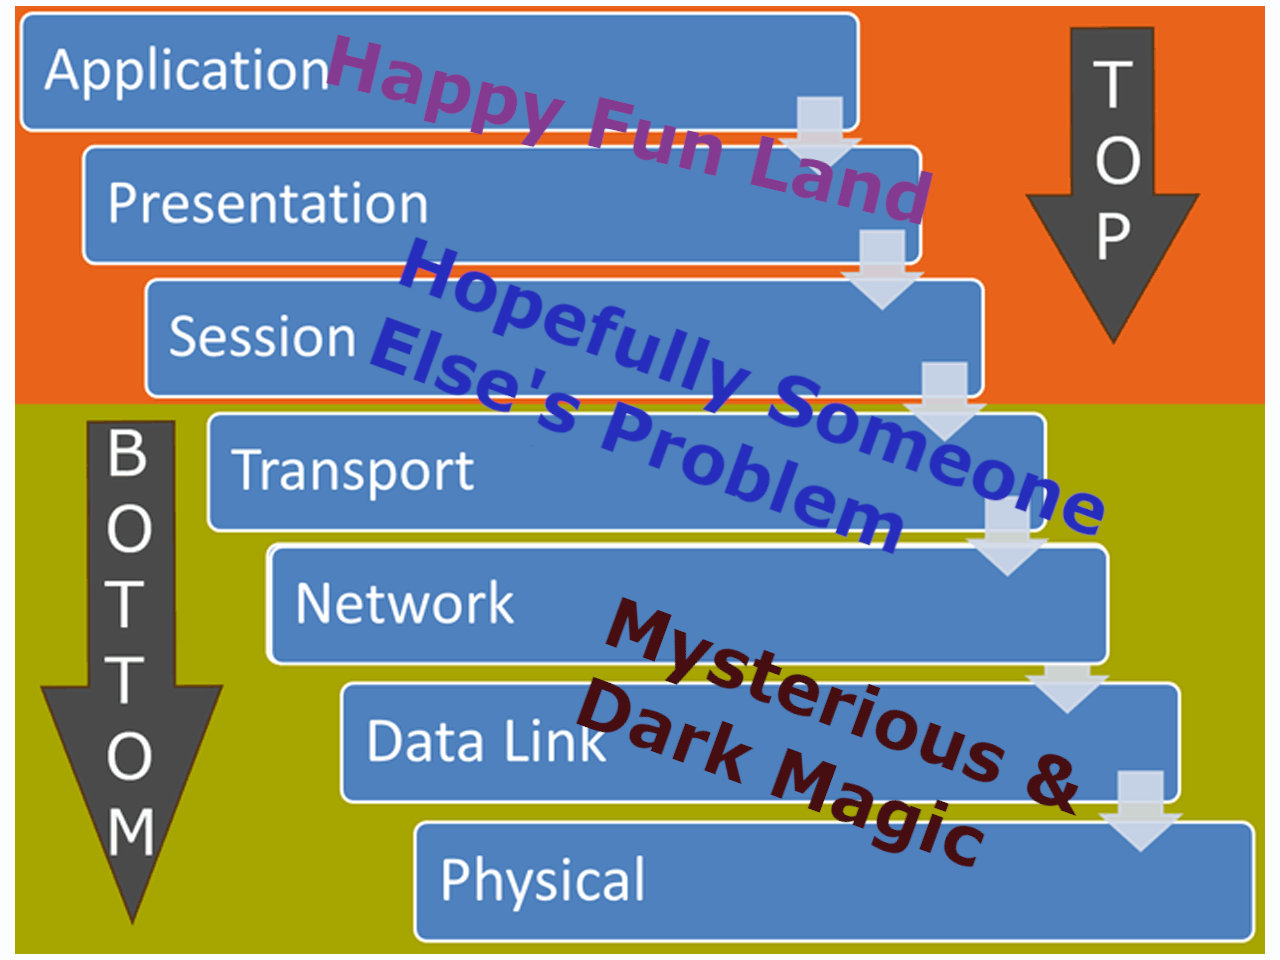 Application
Happy Fun Land
Presentation
Session
Hopefully Someone
Else's Problem
Transport
Network
Mysterious &
Dark Magic
Data Link
Physical
TOP
BOTTOM